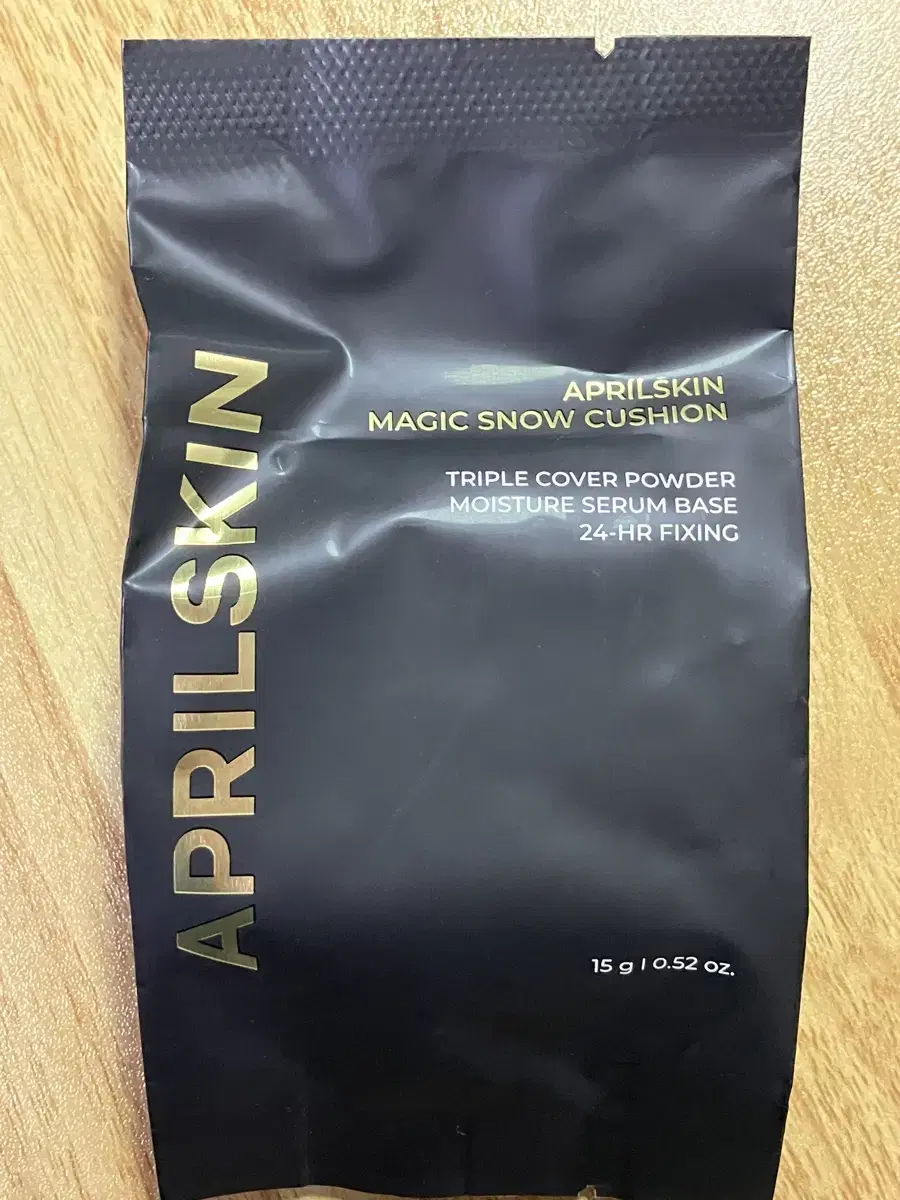 APRILSKIN
APRILSKIN
MAGIC SNOW CUSHION
TRIPLE COVER POWDER
MOISTURE SERUM BASE
24-HR FIXING
15 g | 0.52 oz.